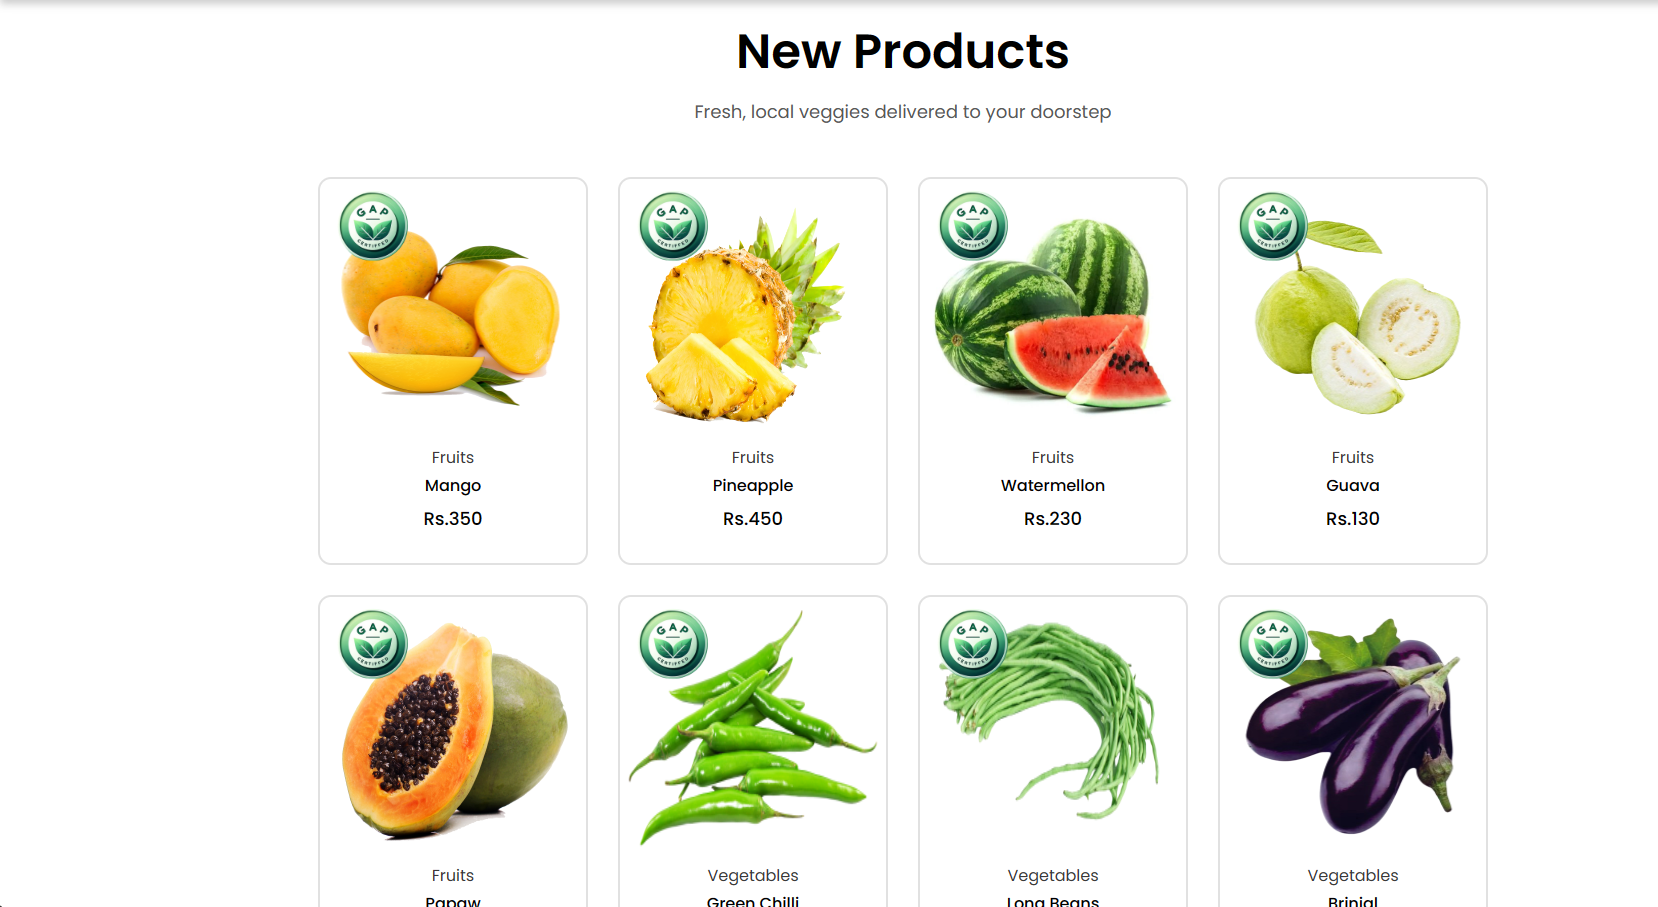 New Products
Fresh, local veggies delivered to your doorstep
GAP
CERTIFIED
GAP
CERTIFIED
GAP
CERTIFIED
GAP
CERTIFIED
Fruits
Mango
Rs.350
Fruits
Pineapple
Rs.450
Fruits
Watermellon
Rs.230
Fruits
Guava
Rs.130
GAP
CERTIFIED
GAP
CERTIFIED
GAP
CERTIFIED
GAP
CERTIFIED
Fruits
Papaw
Vegetables
Green Chilli
Vegetables
Long Beans
Vegetables
Brinjal